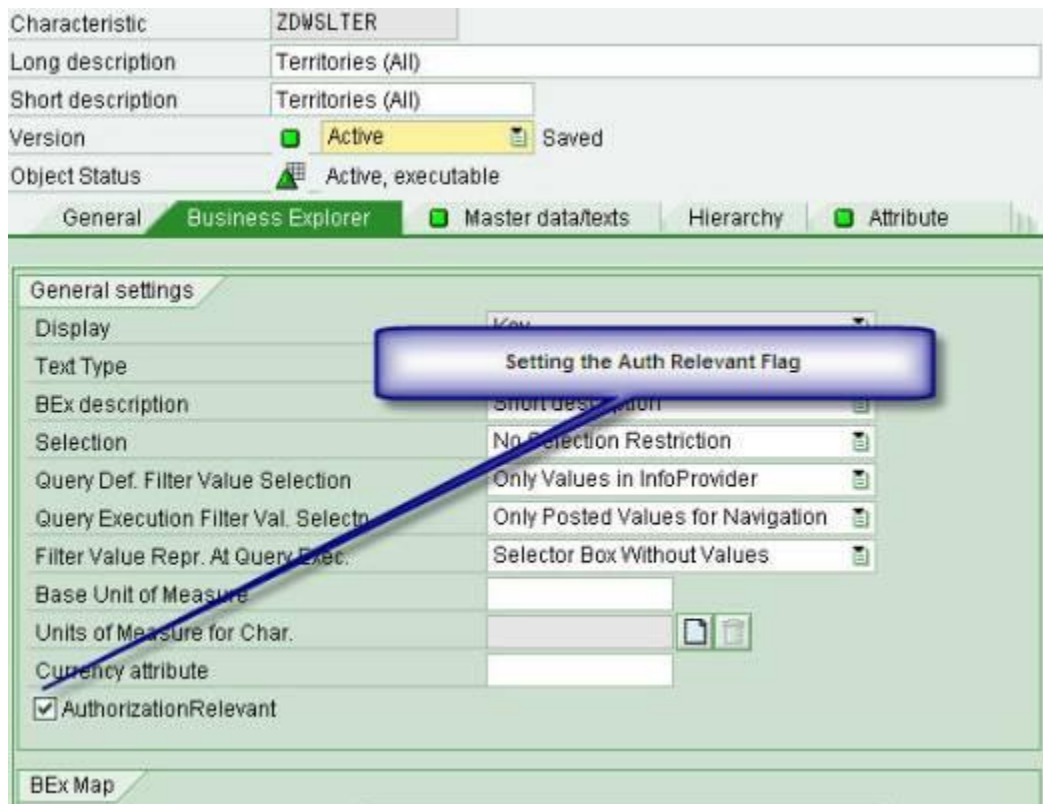 Characteristic ZDWSLTER
Long description Territories (All)
Short description Territories (All)
Version Active Saved
Object Status Active, executable
General Business Explorer Master data/texts Hierarchy Attribute
General settings
Display Key
Text Type
Setting the Auth Relevant Flag
BEx description Short description
Selection No Selection Restriction
Query Def. Filter Value Selection Only Values in InfoProvider
Query Execution Filter Val. Selectn Only Posted Values for Navigation
Filter Value Repr. At Query Exec. Selector Box Without Values
Base Unit of Measure
Units of Measure for Char.
Currency attribute
AuthorizationRelevant
BEx Map